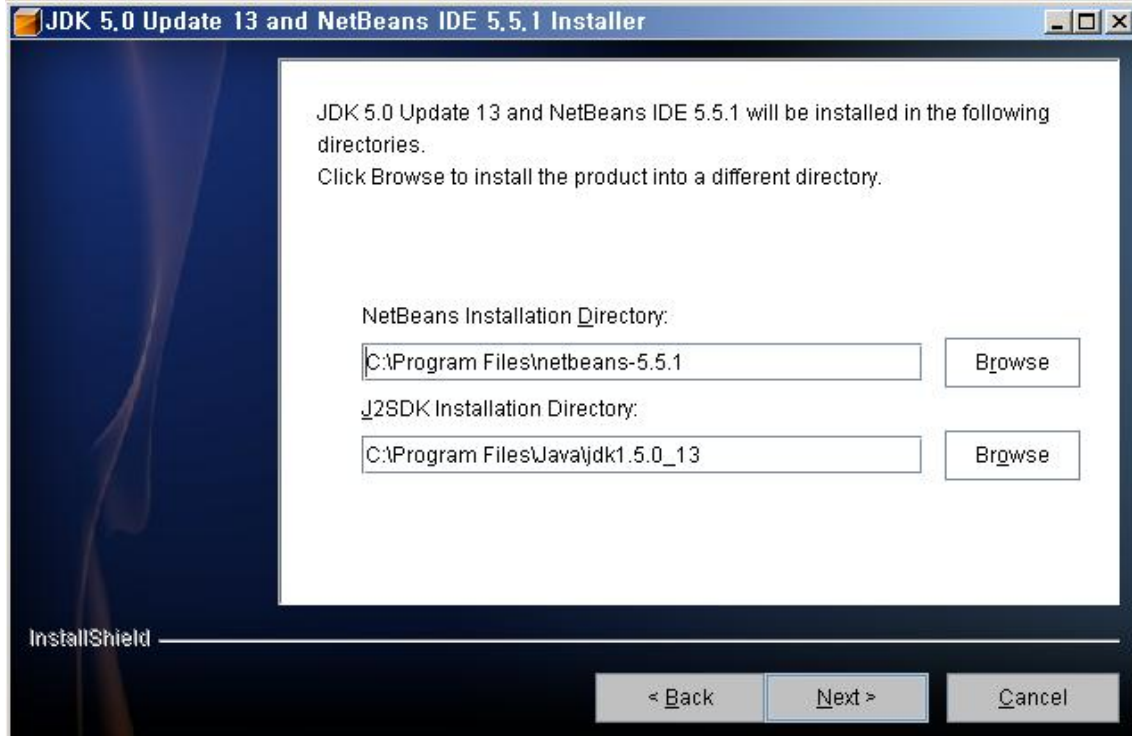 JDK 5.0 Update 13 and NetBeans IDE 5.5.1 Installer
JDK 5.0 Update 13 and NetBeans IDE 5.5.1 will be installed in the following
directories.
Click Browse to install the product into a different directory.
NetBeans Installation Directory:
C:\Program Files\netbeans-5.5.1
Browse
J2SDK Installation Directory:
C:\Program Files\Java\jdk1.5.0_13
Browse
InstallShield
< Back
Next >
Cancel